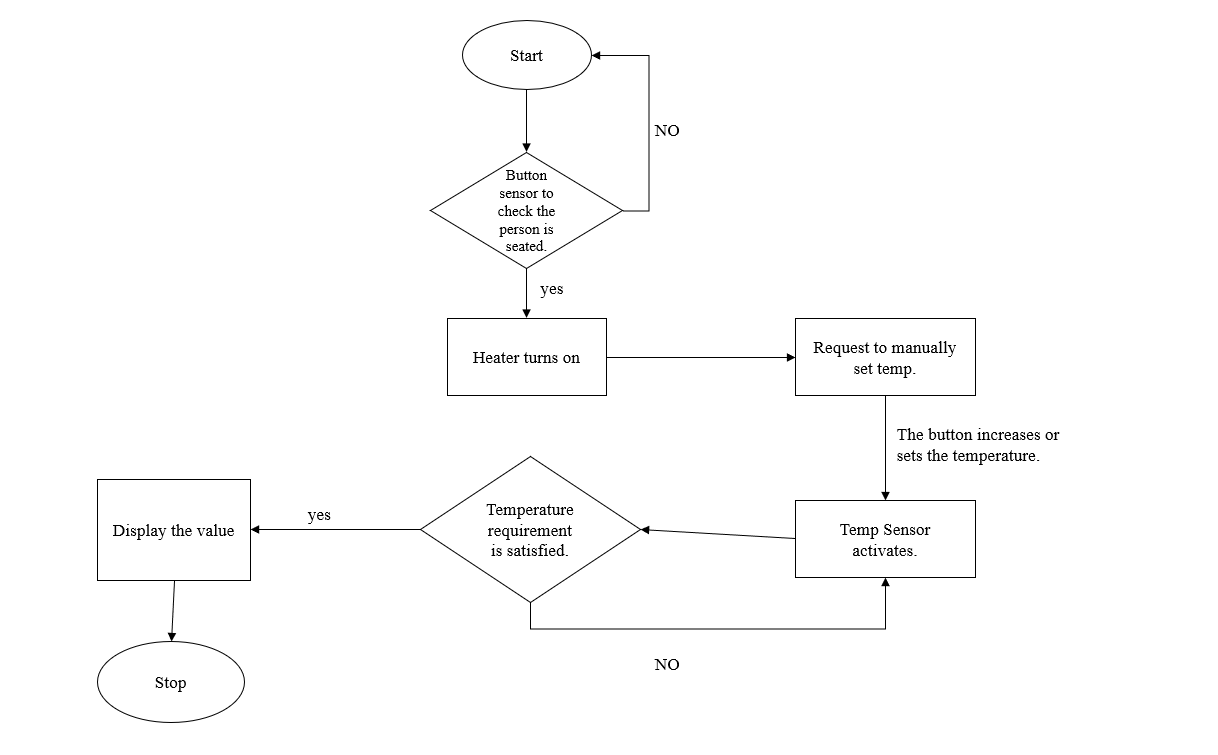 Start
NO
Button
sensor to
check the
person is
seated.
yes
Heater turns on
Request to manually
set temp.
The button increases or
sets the temperature.
Temp Sensor
activates.
Temperature
requirement
is satisfied.
yes
Display the value
NO
Stop